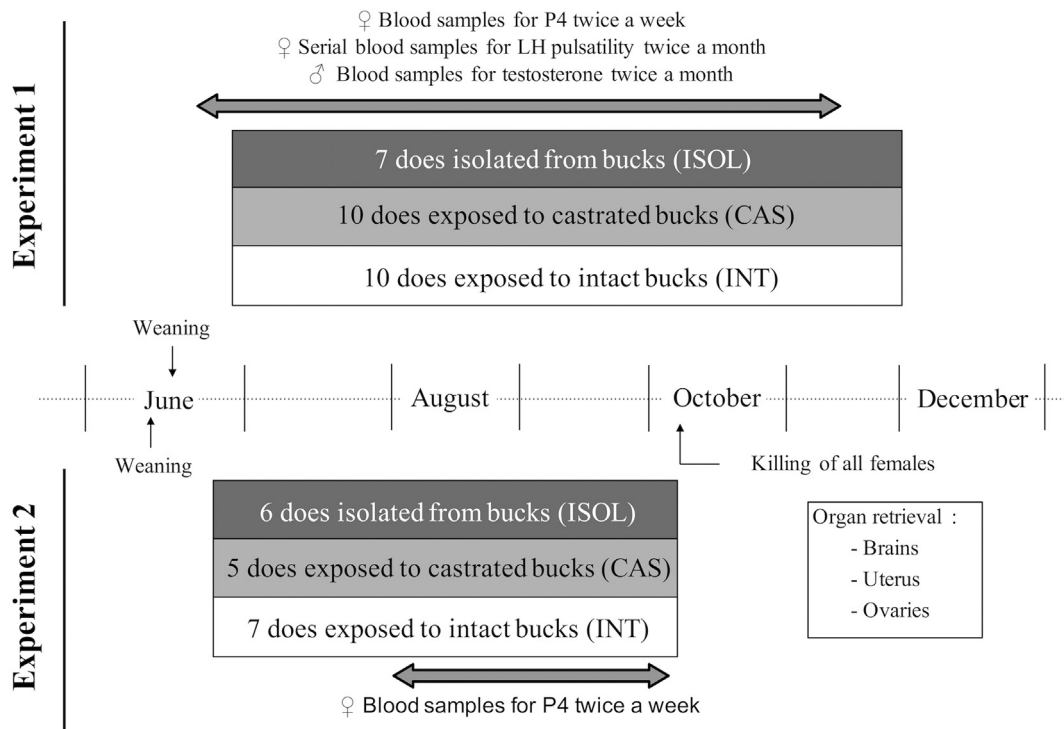 ♀ Blood samples for P4 twice a week
♀ Serial blood samples for LH pulsatility twice a month
♂ Blood samples for testosterone twice a month
Experiment 1
7 does isolated from bucks (ISOL)
10 does exposed to castrated bucks (CAS)
10 does exposed to intact bucks (INT)
Weaning
June
August
October
December
Weaning
Killing of all females
Experiment 2
6 does isolated from bucks (ISOL)
5 does exposed to castrated bucks (CAS)
7 does exposed to intact bucks (INT)
Organ retrieval :
- Brains
- Uterus
- Ovaries
♀ Blood samples for P4 twice a week